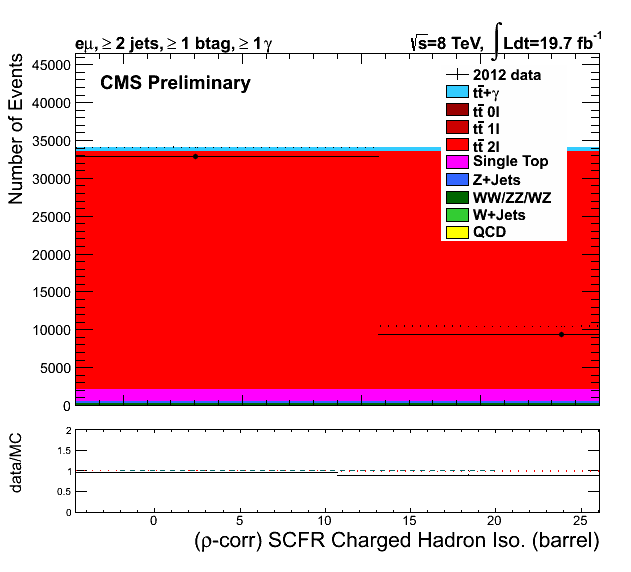 eμ, ≥ 2 jets, ≥ 1 btag, ≥ 1γ
√s=8 TeV, ∫Ldt=19.7 fb⁻¹
CMS Preliminary
2012 data
tt̄+γ
tt̄ 0l
tt̄ 1l
tt̄ 2l
Single Top
Z+Jets
WW/ZZ/WZ
W+Jets
QCD
Number of Events
45000
40000
35000
30000
25000
20000
15000
10000
5000
0
data/MC
2
1.5
1
0.5
0
0 5 10 15 20 25
(ρ-corr) SCFR Charged Hadron Iso. (barrel)